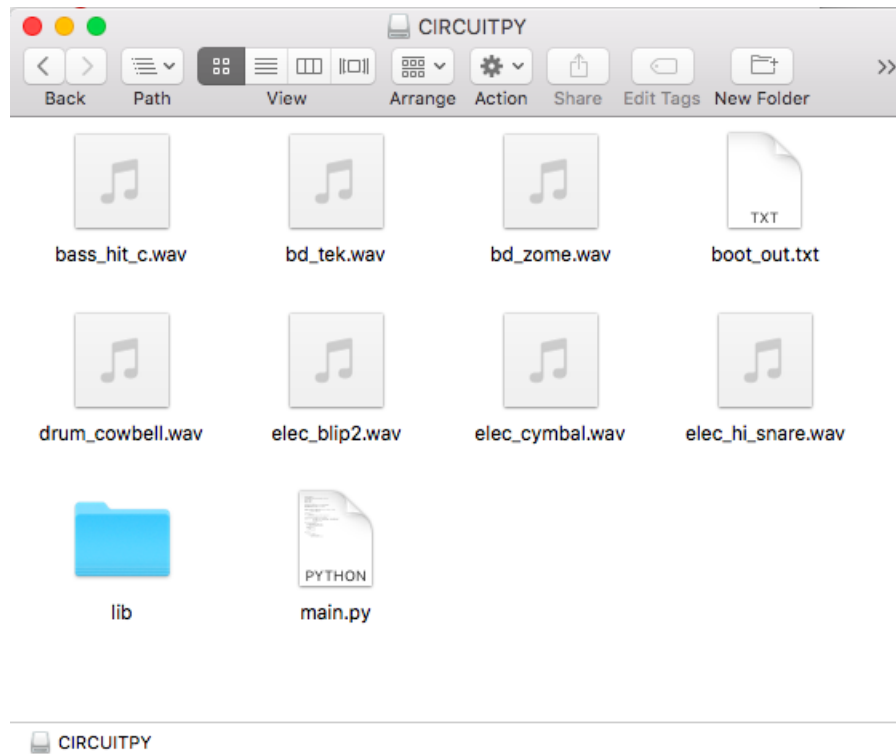 CIRCUITPY
Back Path View Arrange Action Share Edit Tags New Folder
TXT
bass_hit_c.wav bd_tek.wav bd_zome.wav boot_out.txt
drum_cowbell.wav elec_blip2.wav elec_cymbal.wav elec_hi_snare.wav
PYTHON
lib main.py
CIRCUITPY